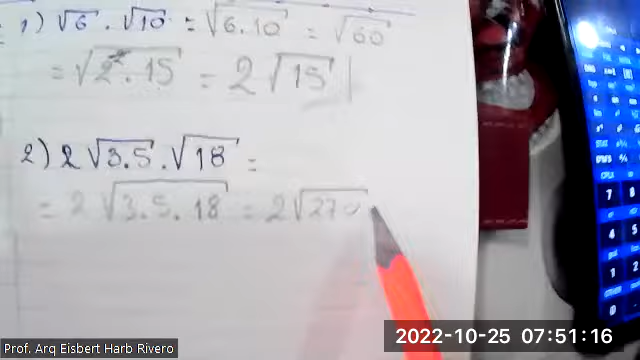 1) √6 . √10 = √6.10 = √60
= √2².15 = 2√15
2) 2√3.5 . √18 =
= 2√3.5.18 = 2√270
2022-10-25 07:51:16
Prof. Arq Eisbert Harb Rivero